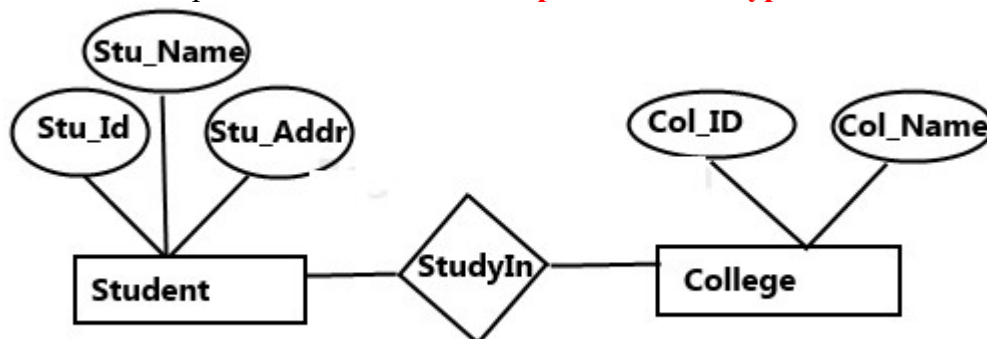 Stu_Name
Stu_Id
Stu_Addr
Col_ID
Col_Name
Student
StudyIn
College